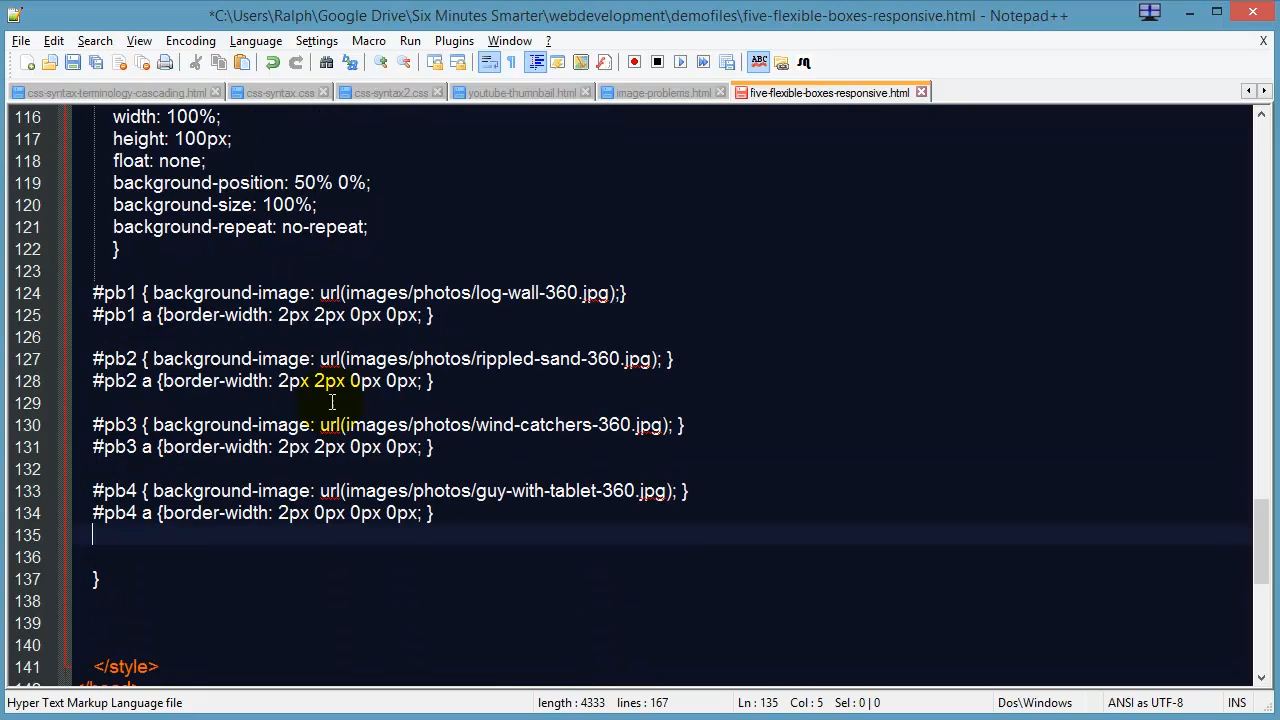 *C:\Users\Ralph\Google Drive\Six Minutes Smarter\webdevelopment\demofiles\five-flexible-boxes-responsive.html - Notepad++
File Edit Search View Encoding Language Settings Macro Run Plugins Window ? X
css-syntax-terminology-cascading.html css-syntax.css css-syntax2.css youtube-thumbnail.html image-problems.html five-flexible-boxes-responsive.html
116 width: 100%;
117 height: 100px;
118 float: none;
119 background-position: 50% 0%;
120 background-size: 100%;
121 background-repeat: no-repeat;
122 }
123
124 #pb1 { background-image: url(images/photos/log-wall-360.jpg);}
125 #pb1 a {border-width: 2px 2px 0px 0px; }
126
127 #pb2 { background-image: url(images/photos/rippled-sand-360.jpg); }
128 #pb2 a {border-width: 2px 2px 0px 0px; }
129
130 #pb3 { background-image: url(images/photos/wind-catchers-360.jpg); }
131 #pb3 a {border-width: 2px 2px 0px 0px; }
132
133 #pb4 { background-image: url(images/photos/guy-with-tablet-360.jpg); }
134 #pb4 a {border-width: 2px 0px 0px 0px; }
135
136
137 }
138
139
140
141 </style>
Hyper Text Markup Language file length : 4333 lines : 167 Ln : 135 Col : 5 Sel : 0 | 0 Dos\Windows ANSI as UTF-8 INS